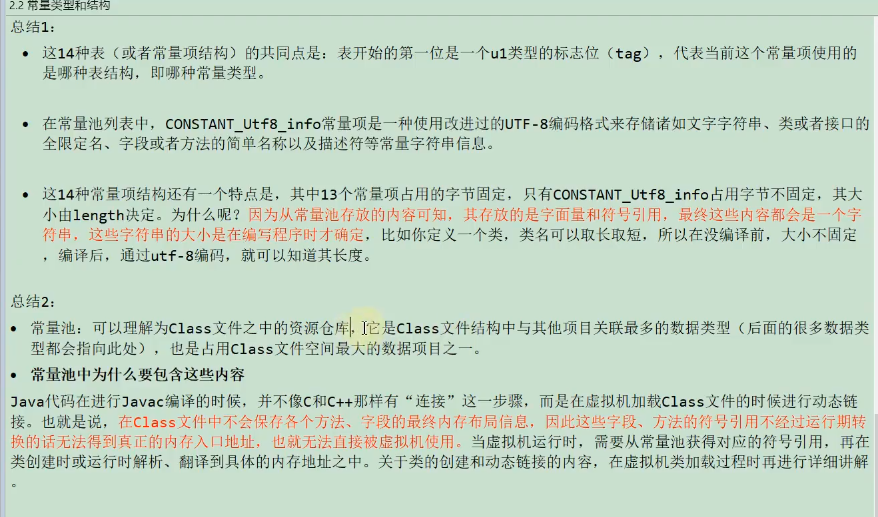 2.2 常量类型和结构
总结1：
• 这14种表（或者常量项结构）的共同点是：表开始的第一位是一个u1类型的标志位（tag），代表当前这个常量项使用的
是哪种表结构，即哪种常量类型。
• 在常量池列表中，CONSTANT_Utf8_info常量项是一种使用改进过的UTF-8编码格式来存储诸如文字字符串、类或者接口的
全限定名、字段或者方法的简单名称以及描述符等常量字符串信息。
• 这14种常量项结构还有一个特点是，其中13个常量项占用的字节固定，只有CONSTANT_Utf8_info占用字节不固定，其大
小由length决定。为什么呢？因为从常量池存放的内容可知，其存放的是字面量和符号引用，最终这些内容都会是一个字
符串，这些字符串的大小是在编写程序时才确定，比如你定义一个类，类名可以取长取短，所以在没编译前，大小不固定
，编译后，通过utf-8编码，就可以知道其长度。
总结2：
• 常量池：可以理解为Class文件之中的资源仓库，它是Class文件结构中与其他项目关联最多的数据类型（后面的很多数据类
型都会指向此处），也是占用Class文件空间最大的数据项目之一。
• 常量池中为什么要包含这些内容
Java代码在进行Javac编译的时候，并不像C和C++那样有“连接”这一步骤，而是在虚拟机加载Class文件的时候进行动态链
接。也就是说，在Class文件中不会保存各个方法、字段的最终内存布局信息，因此这些字段、方法的符号引用不经过运行期转
换的话无法得到真正的内存入口地址，也就无法直接被虚拟机使用。当虚拟机运行时，需要从常量池获得对应的符号引用，再在
类创建时或运行时解析、翻译到具体的内存地址之中。关于类的创建和动态链接的内容，在虚拟机类加载过程时再进行详细讲解
。